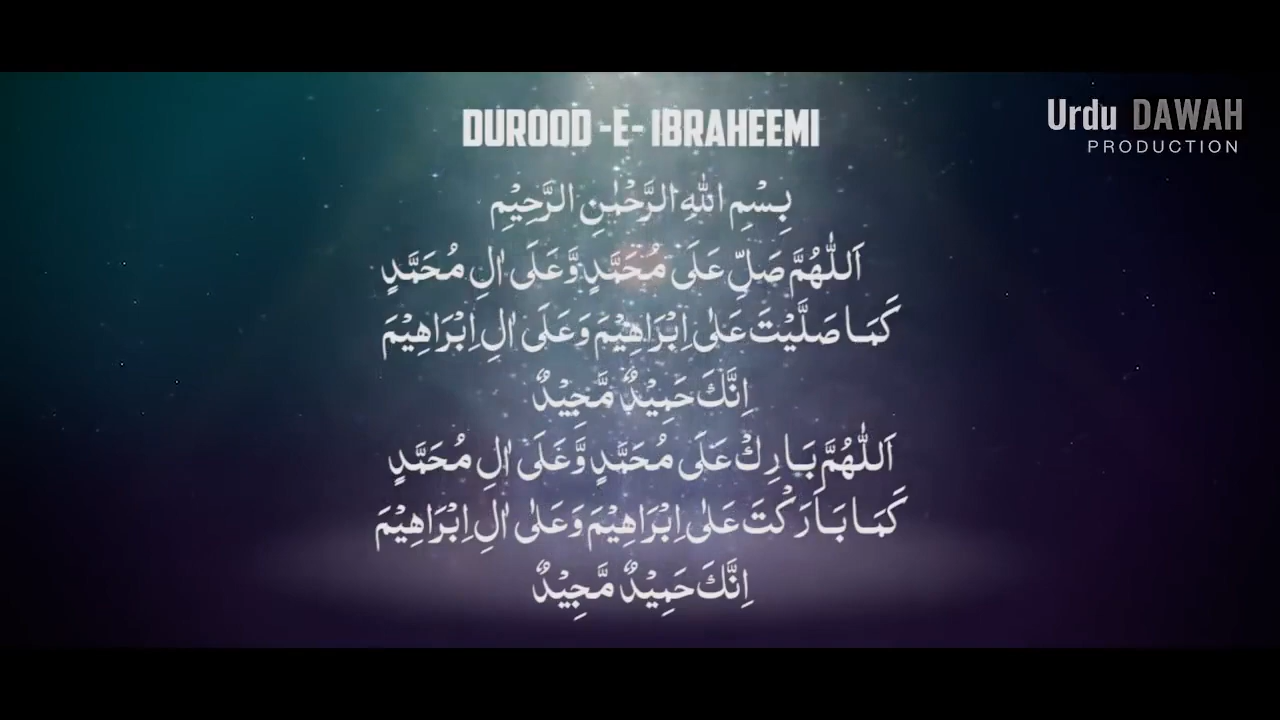 DUROOD -E- IBRAHEEMI
Urdu DAWAH
PRODUCTION
بِسْمِ اللّٰهِ الرَّحْمٰنِ الرَّحِيْمِ
اَللّٰهُمَّ صَلِّ عَلَى مُحَمَّدٍ وَّعَلَى اٰلِ مُحَمَّدٍ
كَمَا صَلَّيْتَ عَلٰى اِبْرَاهِيْمَ وَعَلَى اٰلِ اِبْرَاهِيْمَ
اِنَّكَ حَمِيْدٌ مَّجِيْدٌ
اَللّٰهُمَّ بَارِكْ عَلَى مُحَمَّدٍ وَّغَلَى اٰلِ مُحَمَّدٍ
كَمَا بَارَكْتَ عَلٰى اِبْرَاهِيْمَ وَعَلٰى اٰلِ اِبْرَاهِيْمَ
اِنَّكَ حَمِيْدٌ مَّجِيْدٌ